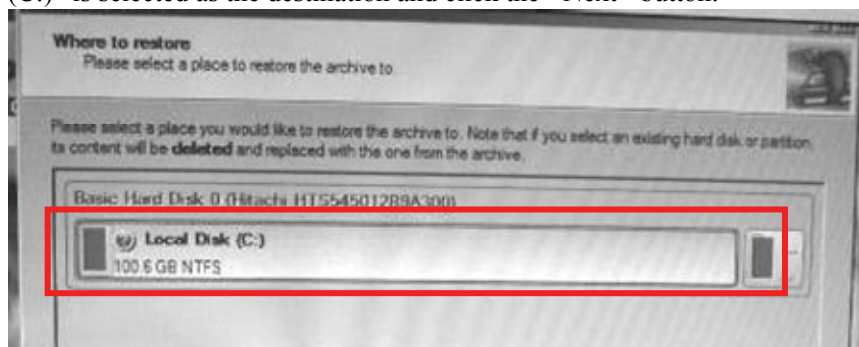 (C:)" is selected as the destination and click the "Next" button.
Where to restore
Please select a place to restore the archive to
Please select a place you would like to restore the archive to. Note that if you select an existing hard disk or partition,
its content will be deleted and replaced with the one from the archive.
Basic Hard Disk 0 (Hitachi HTS545012B9A300)
Local Disk (C:)
100.6 GB NTFS